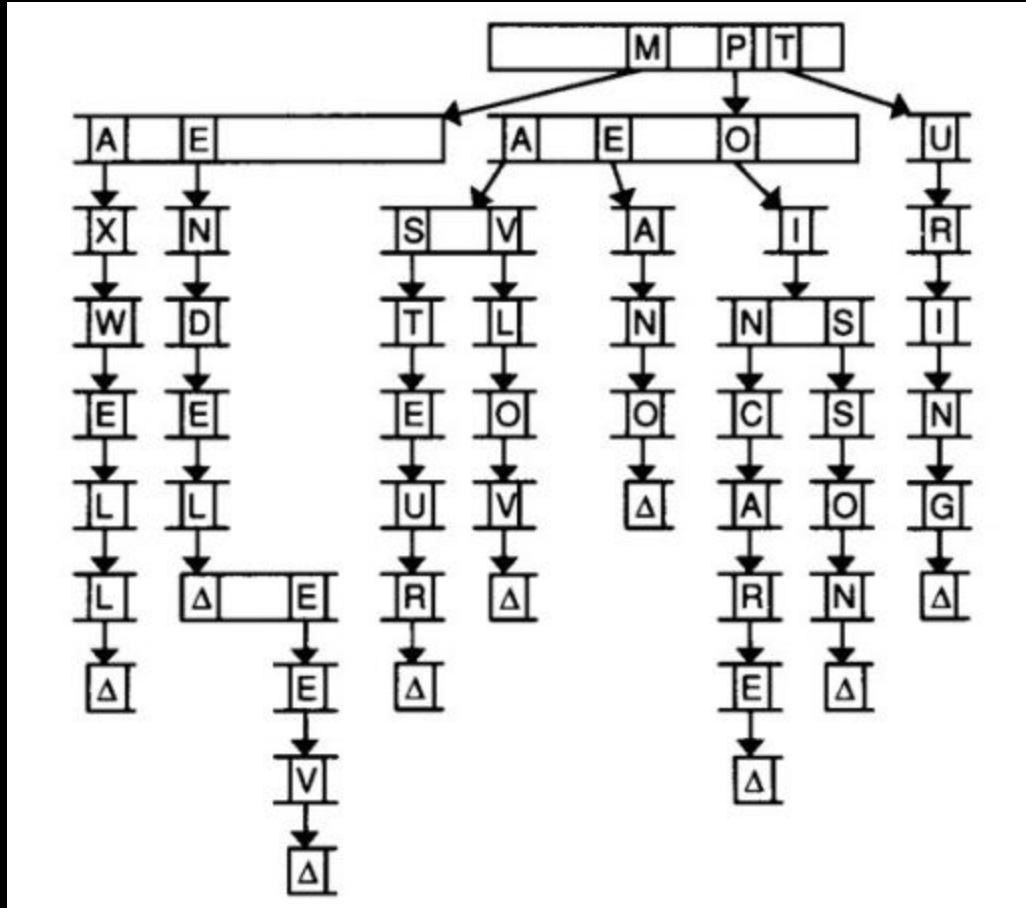 M P T
A E A E O U
X N S V A I R
W D T L N N S I
E E E O O C S N
L L U V Δ A O G
L Δ E R Δ R N Δ
Δ E Δ E Δ
V Δ
Δ